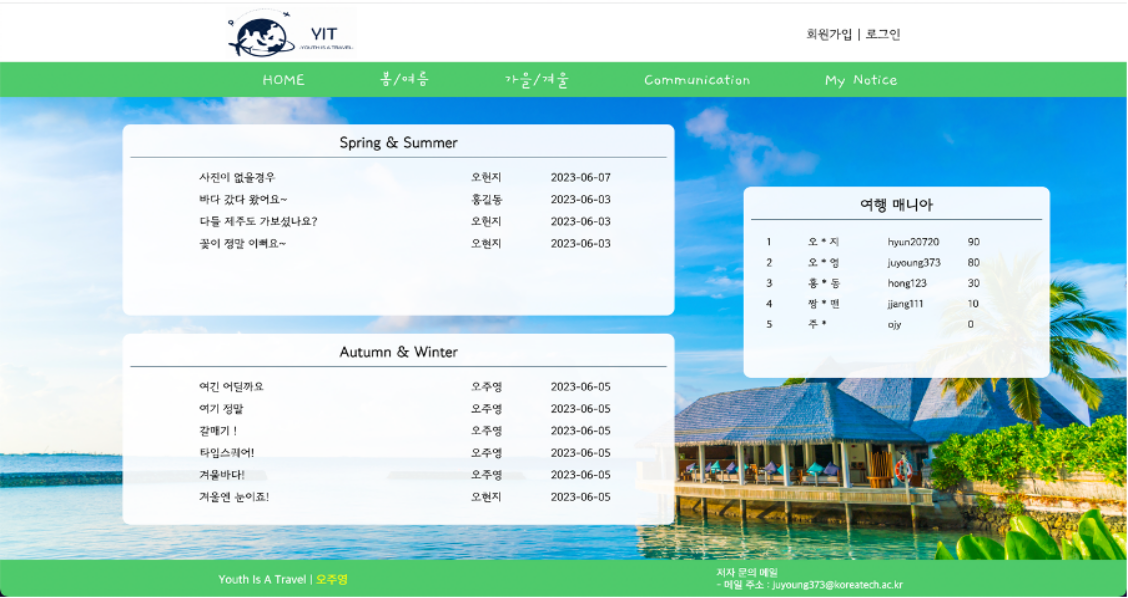 YIT
YOUTH IS A TRAVEL
회원가입 | 로그인
HOME 봄/여름 가을/겨울 Communication My Notice
Spring & Summer
사진이 없을경우 오현지 2023-06-07
바다 갔다 왔어요~ 홍길동 2023-06-03
다들 제주도 가보셨나요? 오현지 2023-06-03
꽃이 정말 이뻐요~ 오현지 2023-06-03
Autumn & Winter
여긴 어딜까요 오주영 2023-06-05
여기 정말 오주영 2023-06-05
갈매기 ! 오주영 2023-06-05
타임스퀘어! 오주영 2023-06-05
겨울바다! 오주영 2023-06-05
겨울엔 눈이죠! 오현지 2023-06-05
여행 매니아
1 오 * 지 hyun20720 90
2 오 * 영 juyoung373 80
3 홍 * 동 hong123 30
4 짱 * 맨 jjang111 10
5 주 * ojy 0
Youth Is A Travel | 오주영
저자 문의 메일
- 메일 주소 : juyoung373@koreatech.ac.kr